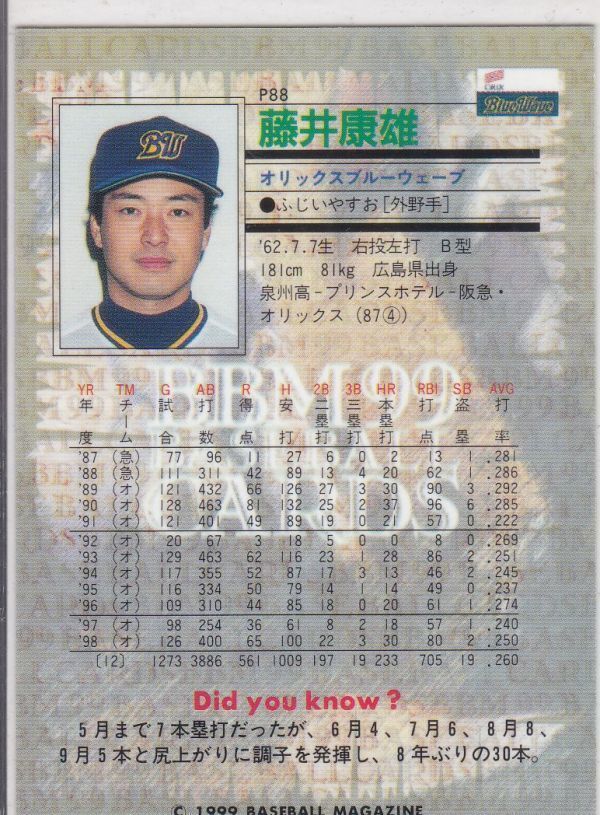 P88
ORIX
BlueWave
藤井康雄
オリックスブルーウェーブ
●ふじいやすお[外野手]
BW
'62.7.7生 右投左打 B型
181cm 81kg 広島県出身
泉州高-プリンスホテル-阪急・
オリックス(87④)
BBM 99
BASEBALL
CARDS
YR TM G AB R H 2B 3B HR RBI SB AVG
年度 チーム 試合 打数 得点 安打 二塁打 三塁打 本塁打 打点 盗塁 打率
'87 (急) 77 96 11 27 6 0 2 13 1 .281
'88 (急) 111 311 42 89 13 4 20 62 1 .286
'89 (オ) 121 432 66 126 27 3 30 90 3 .292
'90 (オ) 128 463 81 132 25 2 37 96 6 .285
'91 (オ) 121 401 49 89 19 0 21 57 0 .222
'92 (オ) 20 67 3 18 5 0 0 8 0 .269
'93 (オ) 129 463 62 116 23 1 28 86 2 .251
'94 (オ) 117 355 52 87 17 3 13 46 2 .245
'95 (オ) 116 334 50 79 14 1 14 49 0 .237
'96 (オ) 109 310 44 85 18 0 20 61 1 .274
'97 (オ) 98 254 36 61 8 2 18 57 1 .240
'98 (オ) 126 400 65 100 22 3 30 80 2 .250
[12] 1273 3886 561 1009 197 19 233 705 19 .260
Did you know?
5月まで7本塁打だったが、6月4、7月6、8月8、
9月5本と尻上がりに調子を発揮し、8年ぶりの30本。
© 1999 BASEBALL MAGAZINE